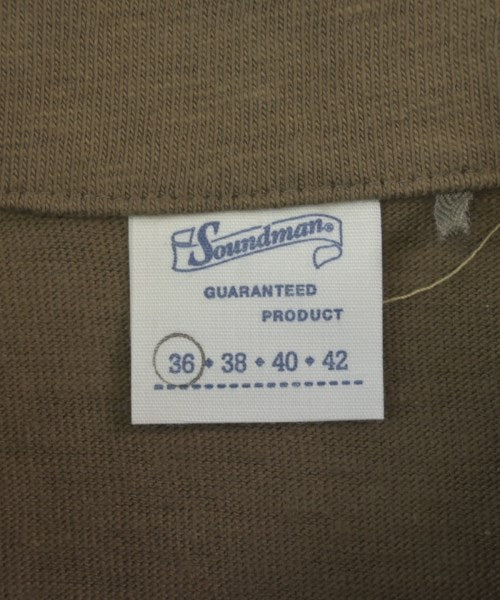 Soundman®
GUARANTEED
PRODUCT
36 • 38 • 40 • 42